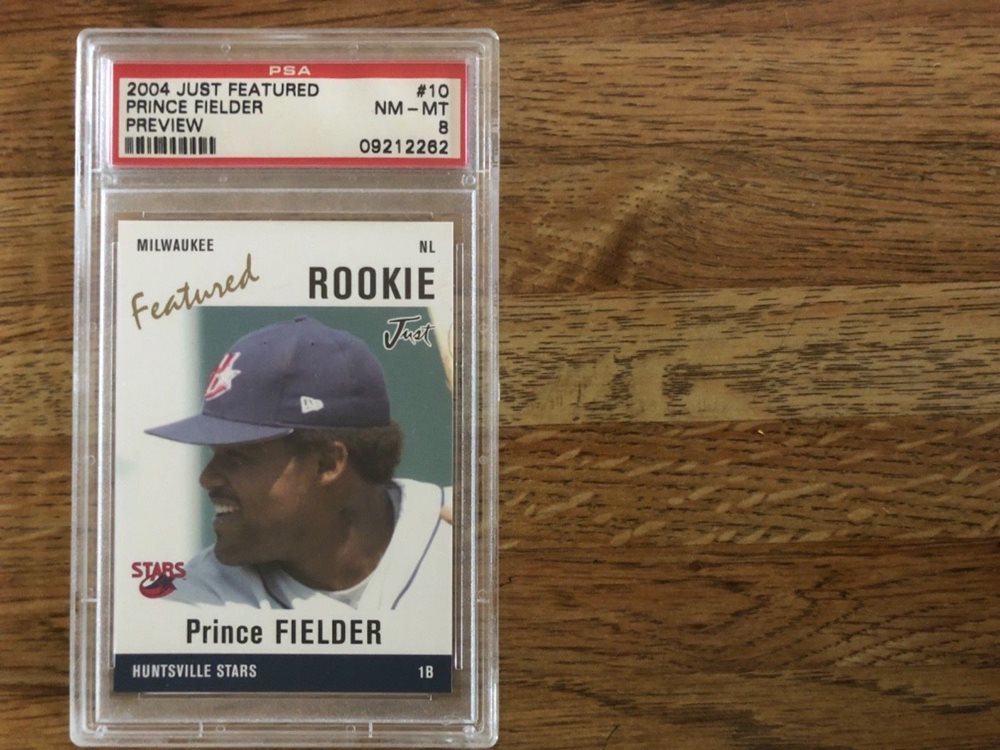 PSA
2004 JUST FEATURED #10
PRINCE FIELDER NM-MT
PREVIEW 8
09212262
MILWAUKEE NL
Featured ROOKIE
Just
STARS
Prince FIELDER
HUNTSVILLE STARS 1B